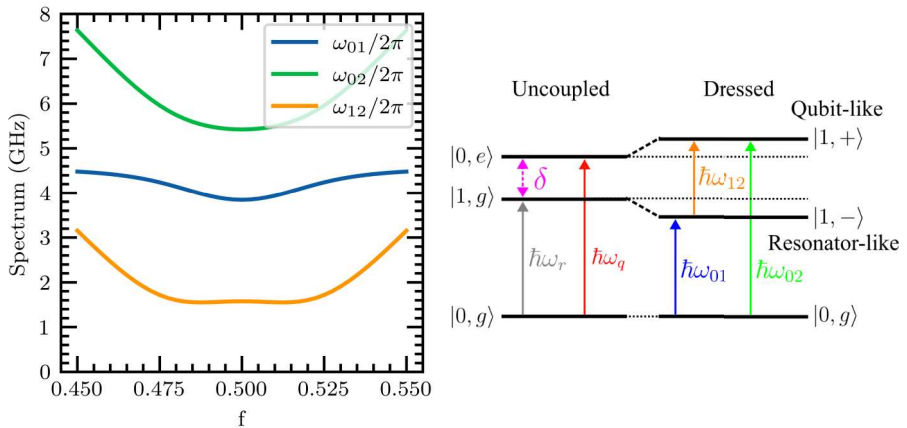 8
7
6
5
4
3
2
1
0
Spectrum (GHz)
0.450
0.475
0.500
0.525
0.550
f
ω₀₁/2π
ω₀₂/2π
ω₁₂/2π
Uncoupled
Dressed
Qubit-like
|0, e⟩
|1, +⟩
δ
ℏω₁₂
|1, g⟩
|1, −⟩
Resonator-like
ℏωᵣ
ℏω_q
ℏω₀₁
ℏω₀₂
|0, g⟩
|0, g⟩